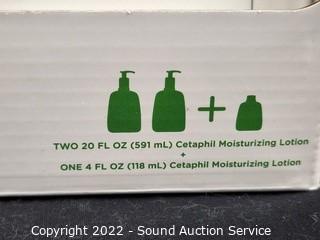 +
TWO 20 FL OZ (591 mL) Cetaphil Moisturizing Lotion
+
ONE 4 FL OZ (118 mL) Cetaphil Moisturizing Lotion
Copyright 2022 - Sound Auction Service